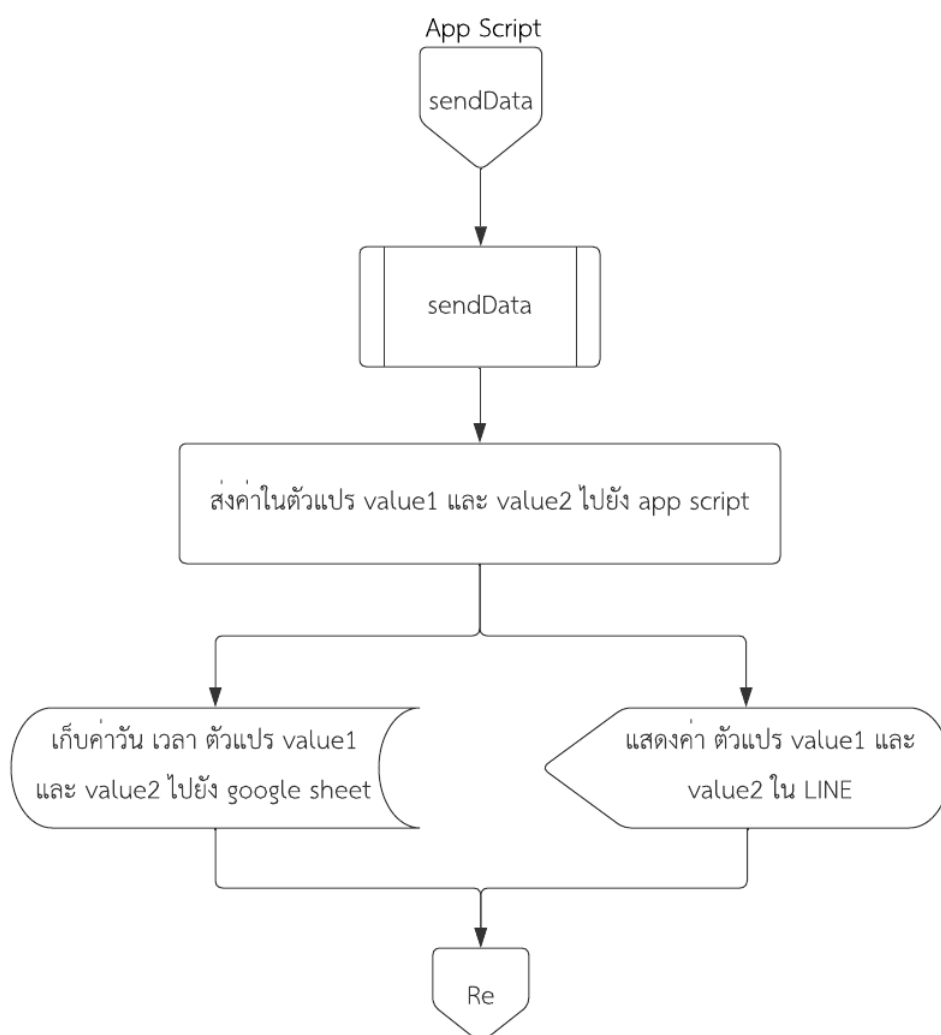 App Script
sendData
sendData
ส่งค่าในตัวแปร value1 และ value2 ไปยัง app script
เก็บค่าวัน เวลา ตัวแปร value1
และ value2 ไปยัง google sheet
แสดงค่า ตัวแปร value1 และ
value2 ใน LINE
Re